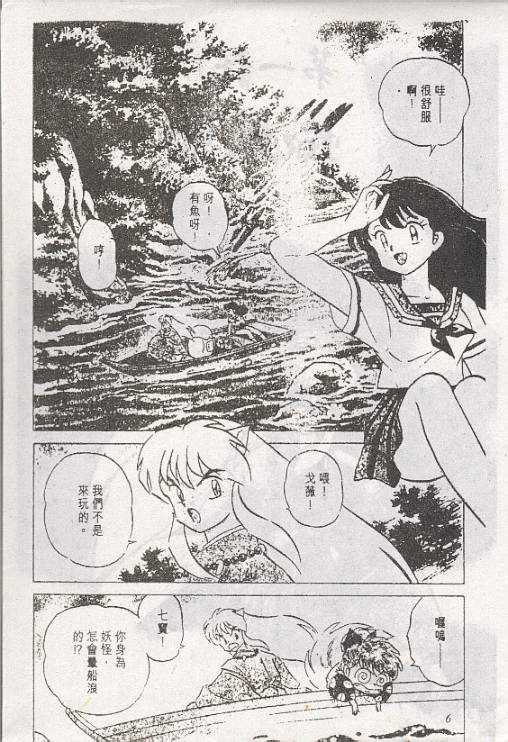 哇——
很舒服
啊！
呀！
有魚呀！
哼！
喂！
戈薇！
我們不是
來玩的。
嘔嗚——
七寶！
你身為
妖怪，
怎會暈船浪
的!?
6